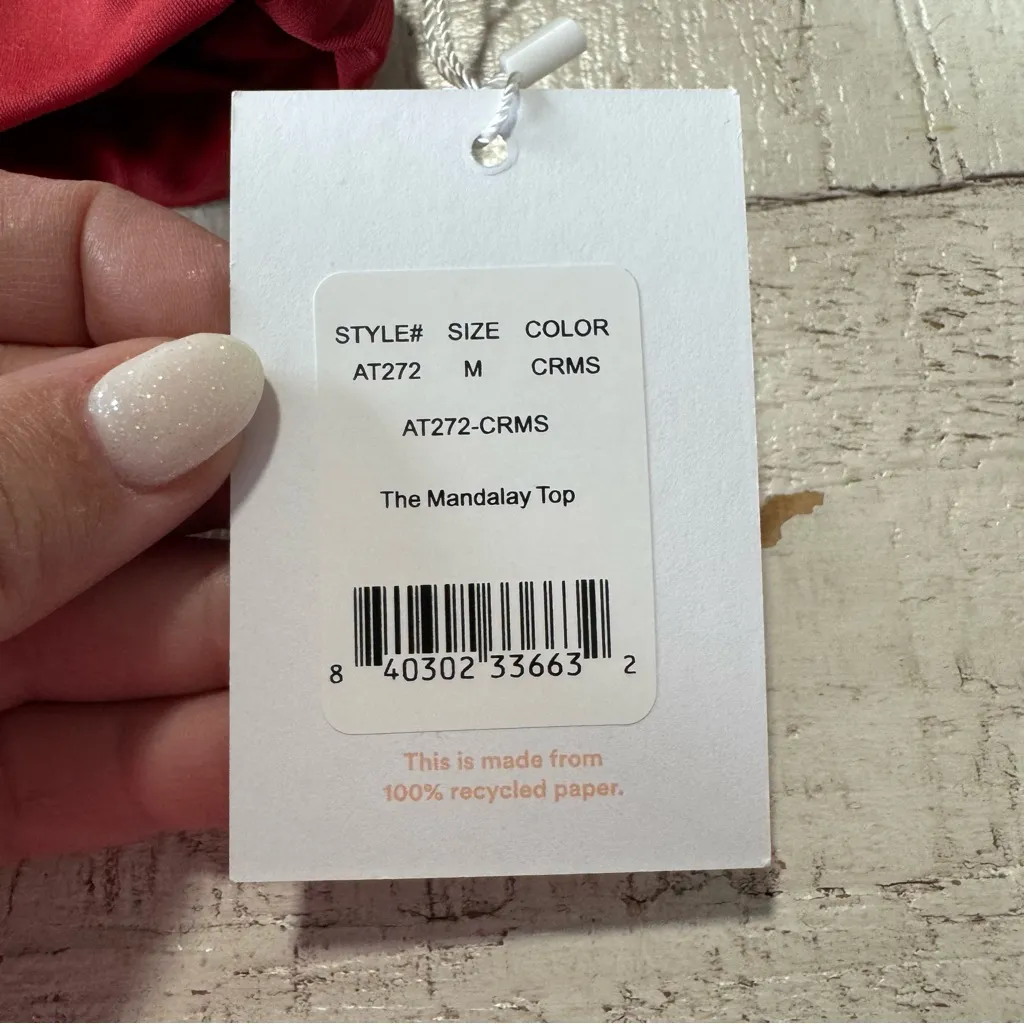 STYLE# SIZE COLOR
AT272 M CRMS
AT272-CRMS
The Mandalay Top
8 40302 33663 2
This is made from
100% recycled paper.